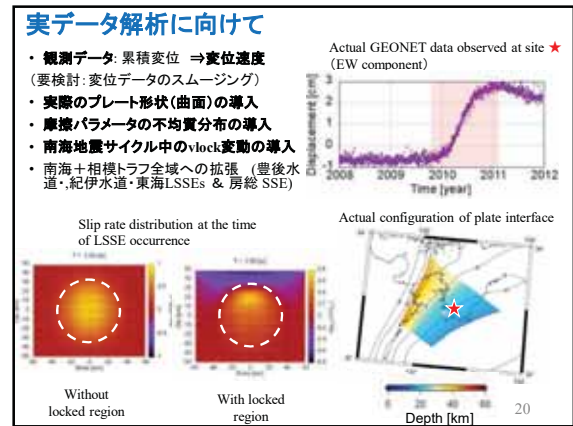 実データ解析に向けて
・ 観測データ: 累積変位 ⇒変位速度
(要検討: 変位データのスムージング)
・ 実際のプレート形状(曲面)の導入
・ 摩擦パラメータの不均質分布の導入
・ 南海地震サイクル中のvlock変動の導入
・ 南海＋相模トラフ全域への拡張 (豊後水
道・,紀伊水道・東海LSSEs & 房総 SSE)
Actual GEONET data observed at site ★
(EW component)
Displacement [cm]
3
2
1
0
-1
2008 2009 2010 2011 2012
Time [year]
Slip rate distribution at the time
of LSSE occurrence
Without
locked region
With locked
region
Actual configuration of plate interface
0 20 40 60
Depth [km]
20